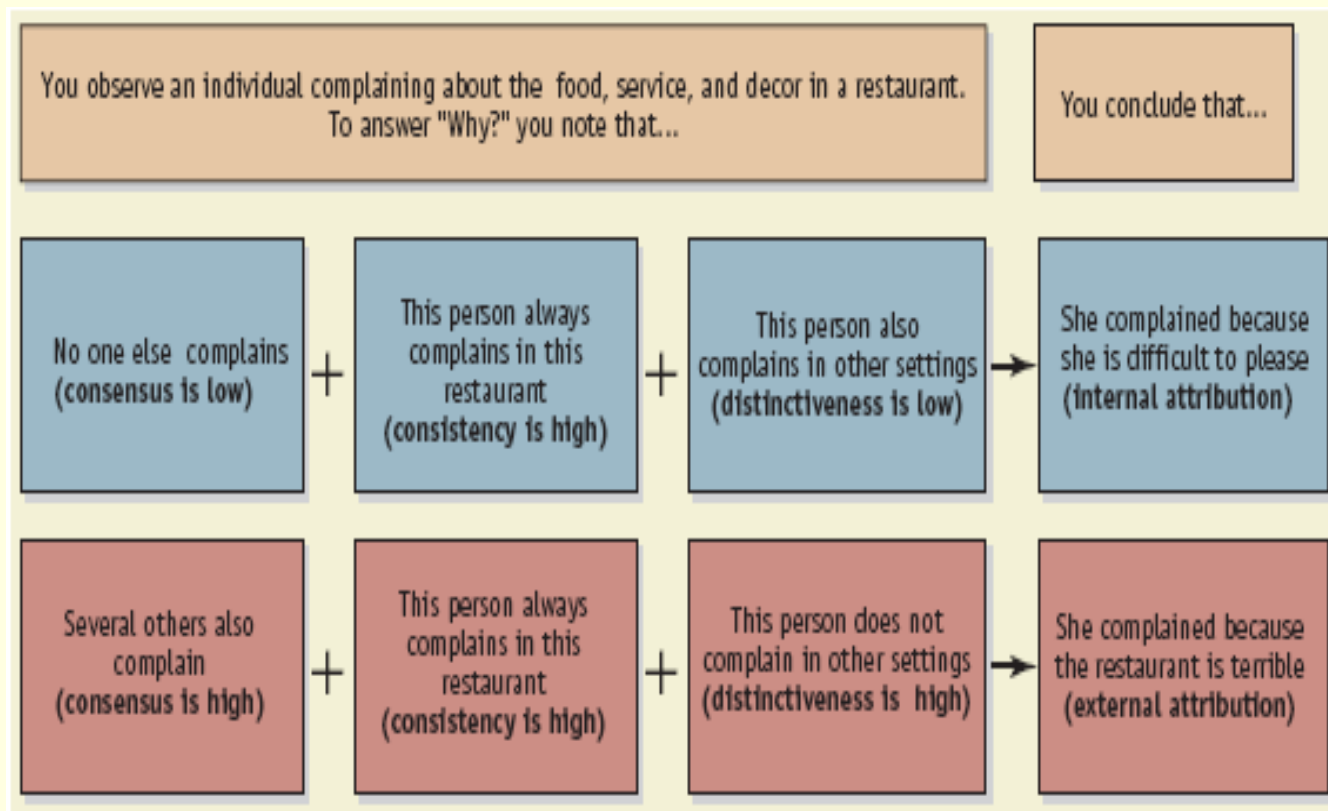 You observe an individual complaining about the food, service, and decor in a restaurant.
To answer "Why?" you note that...
You conclude that...
No one else complains
(consensus is low)
+
This person always
complains in this
restaurant
(consistency is high)
+
This person also
complains in other settings
(distinctiveness is low)
She complained because
she is difficult to please
(internal attribution)
Several others also
complain
(consensus is high)
+
This person always
complains in this
restaurant
(consistency is high)
+
This person does not
complain in other settings
(distinctiveness is high)
She complained because
the restaurant is terrible
(external attribution)